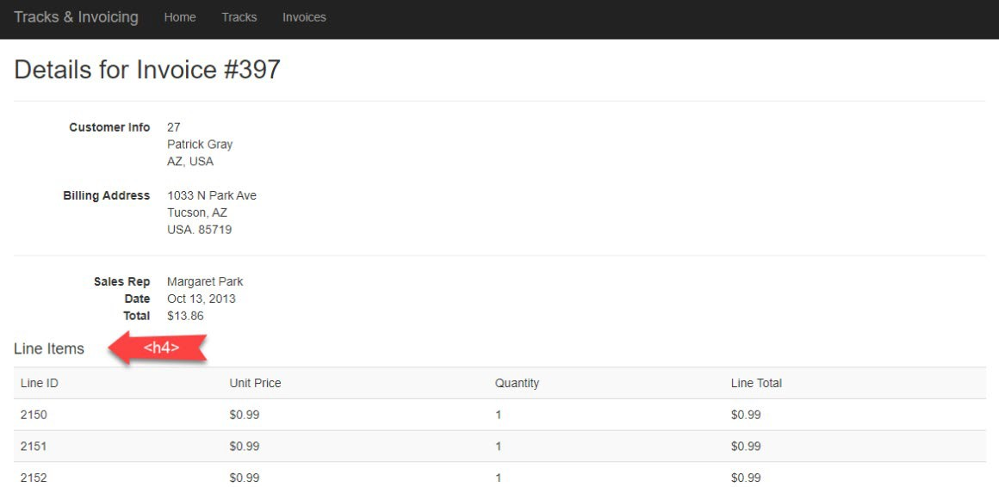 Tracks & Invoicing Home Tracks Invoices
Details for Invoice #397
Customer Info 27
Patrick Gray
AZ, USA
Billing Address 1033 N Park Ave
Tucson, AZ
USA. 85719
Sales Rep Margaret Park
Date Oct 13, 2013
Total $13.86
Line Items <h4>
Line ID Unit Price Quantity Line Total
2150 $0.99 1 $0.99
2151 $0.99 1 $0.99
2152 $0.99 1 $0.99